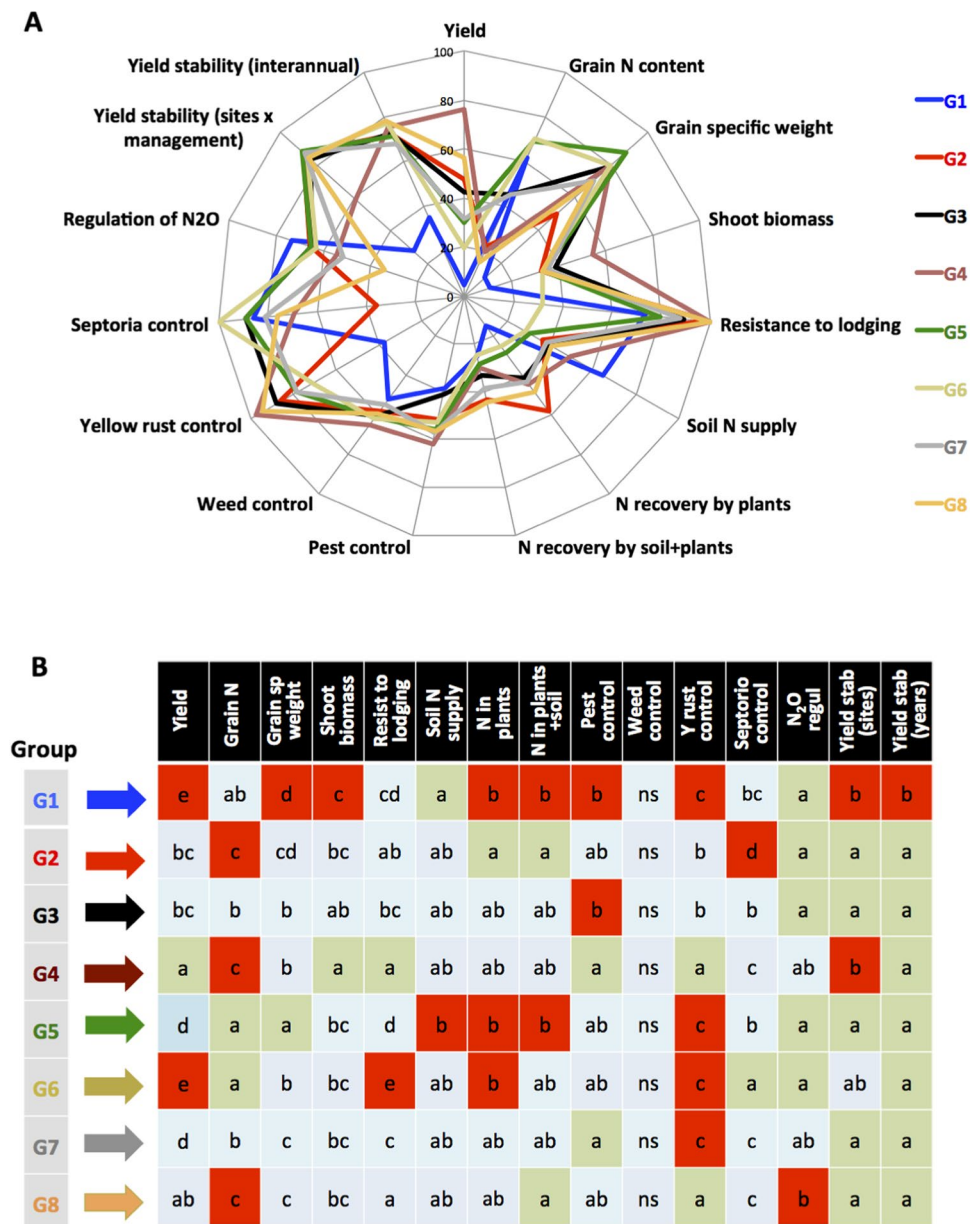 A
Yield
100
80
60
40
20
0
Grain N content
Grain specific weight
Shoot biomass
Resistance to lodging
Soil N supply
N recovery by plants
N recovery by soil+plants
Pest control
Weed control
Yellow rust control
Septoria control
Regulation of N2O
Yield stability (sites x
management)
Yield stability (interannual)
G1
G2
G3
G4
G5
G6
G7
G8
B
Group
Yield
Grain N
Grain sp
weight
Shoot
biomass
Resist to
lodging
Soil N
supply
N in
plants
N in plants
+soil
Pest
control
Weed
control
Y rust
control
Septorio
control
N₂O
regul
Yield stab
(sites)
Yield stab
(years)
G1 e ab d c cd a b b b ns c bc a b b
G2 bc c cd bc ab ab a a ab ns b d a a a
G3 bc b b ab bc ab ab ab b ns b b a a a
G4 a c b a a ab ab ab a ns a c ab b a
G5 d a a bc d b b b ab ns c b a a a
G6 e a b bc e ab b ab ab ns c a a ab a
G7 d b c bc c ab ab ab a ns c c ab a a
G8 ab c c bc a ab ab a ab ns a c b a a